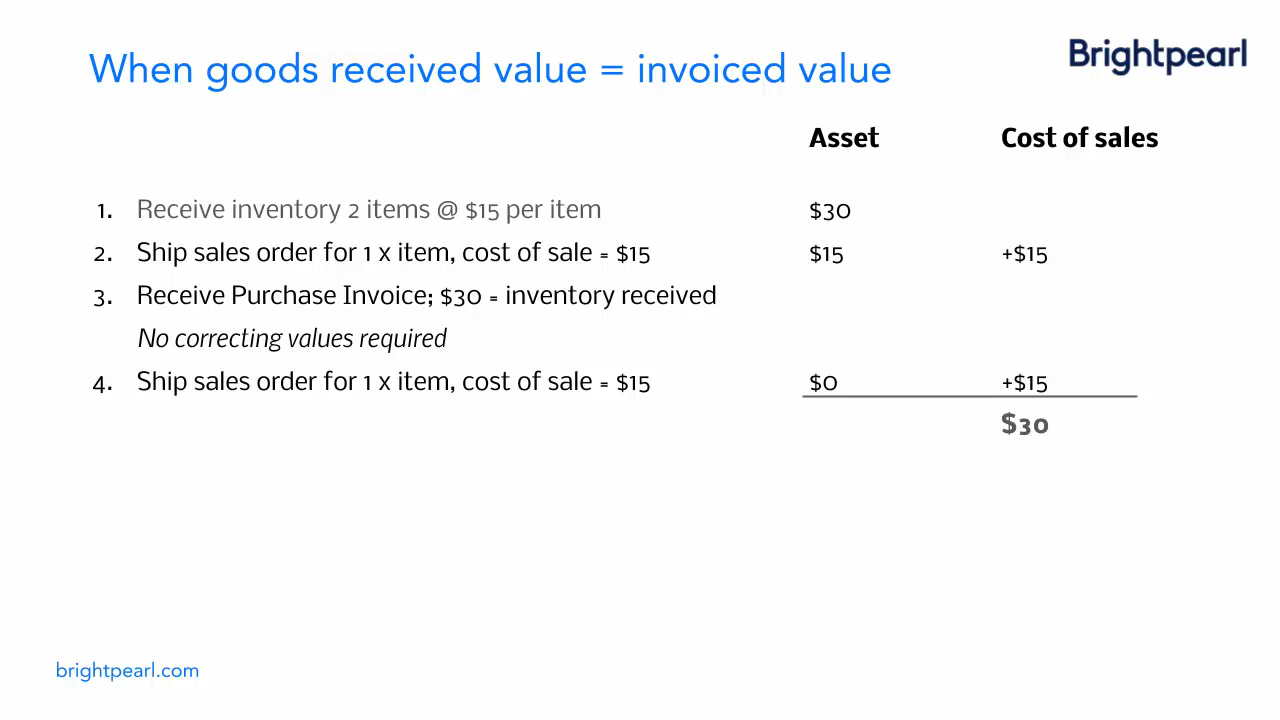 When goods received value = invoiced value
Brightpearl
Asset Cost of sales
1. Receive inventory 2 items @ $15 per item $30
2. Ship sales order for 1 x item, cost of sale = $15 $15 +$15
3. Receive Purchase Invoice; $30 = inventory received
No correcting values required
4. Ship sales order for 1 x item, cost of sale = $15 $0 +$15
$30
brightpearl.com